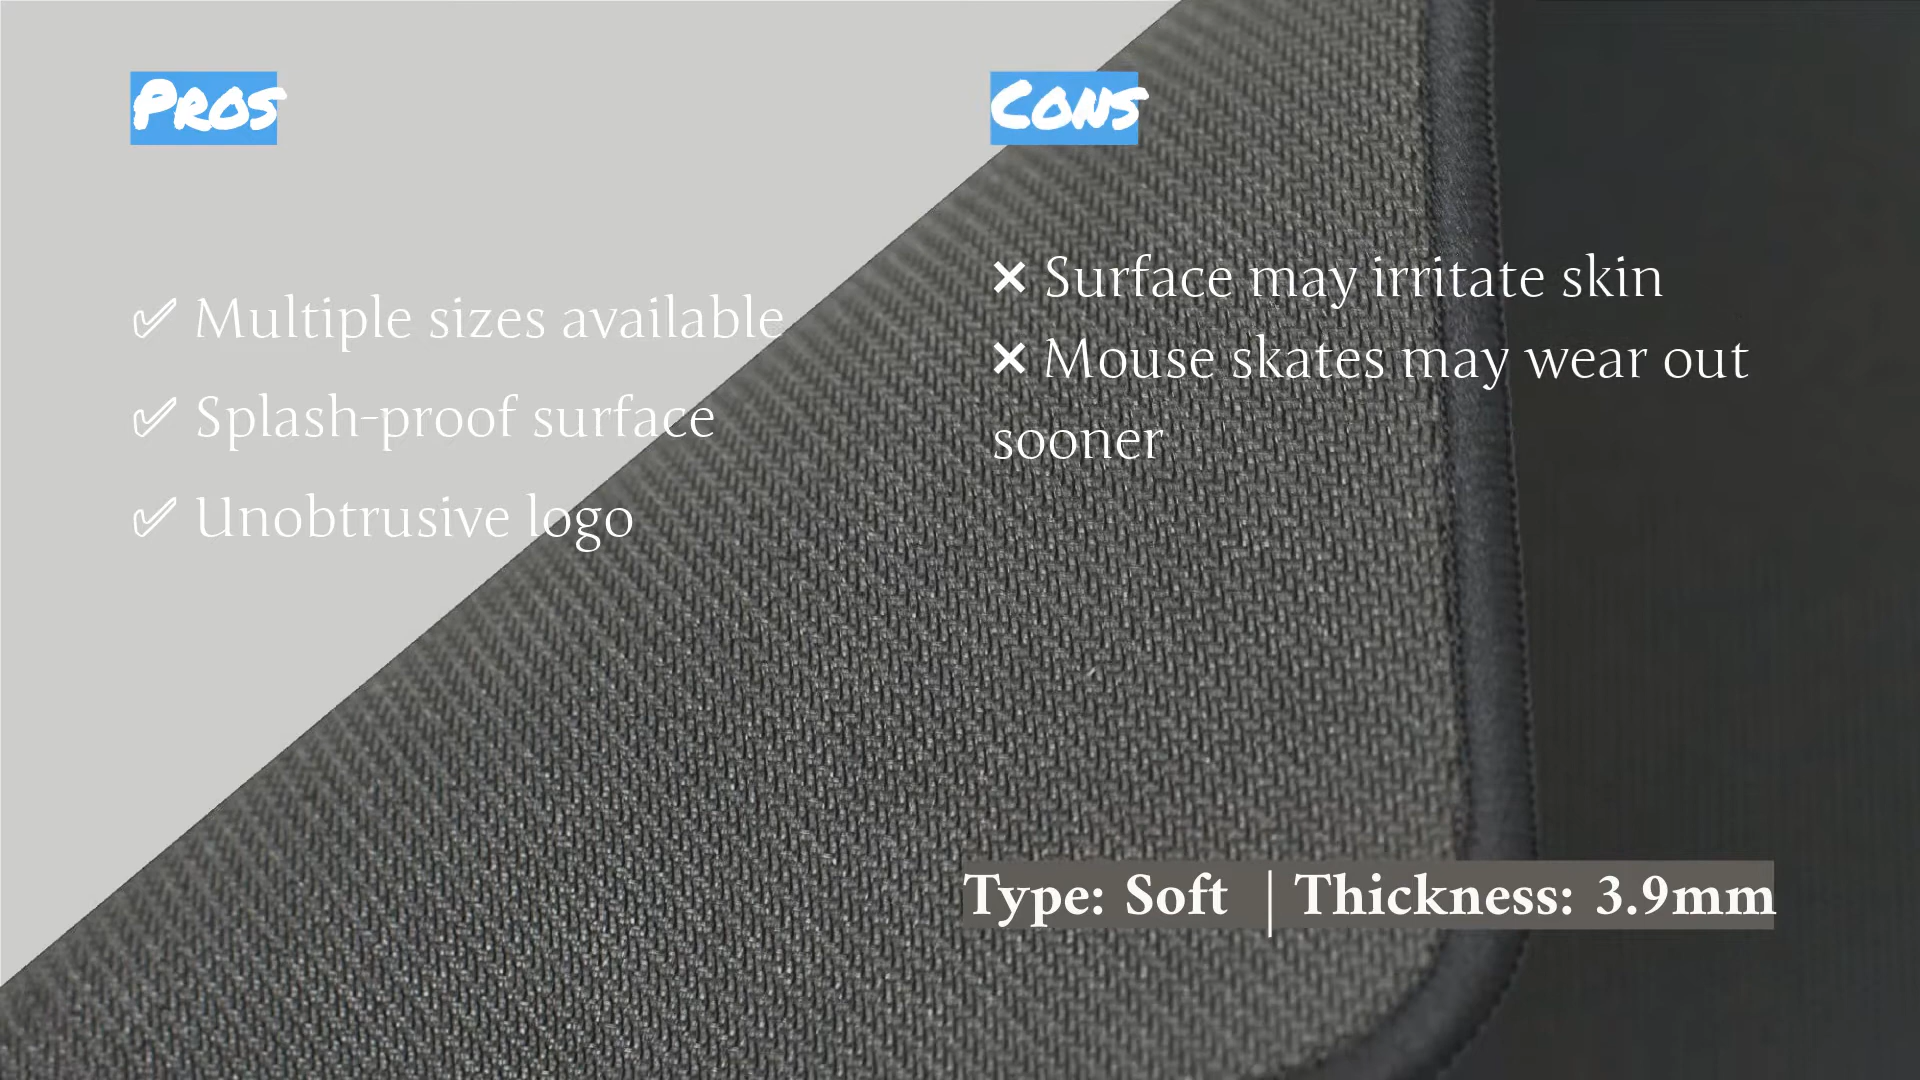 Pros
✔ Multiple sizes available
✔ Splash-proof surface
✔ Unobtrusive logo
Cons
❌ Surface may irritate skin
❌ Mouse skates may wear out
sooner
Type: Soft | Thickness: 3.9mm